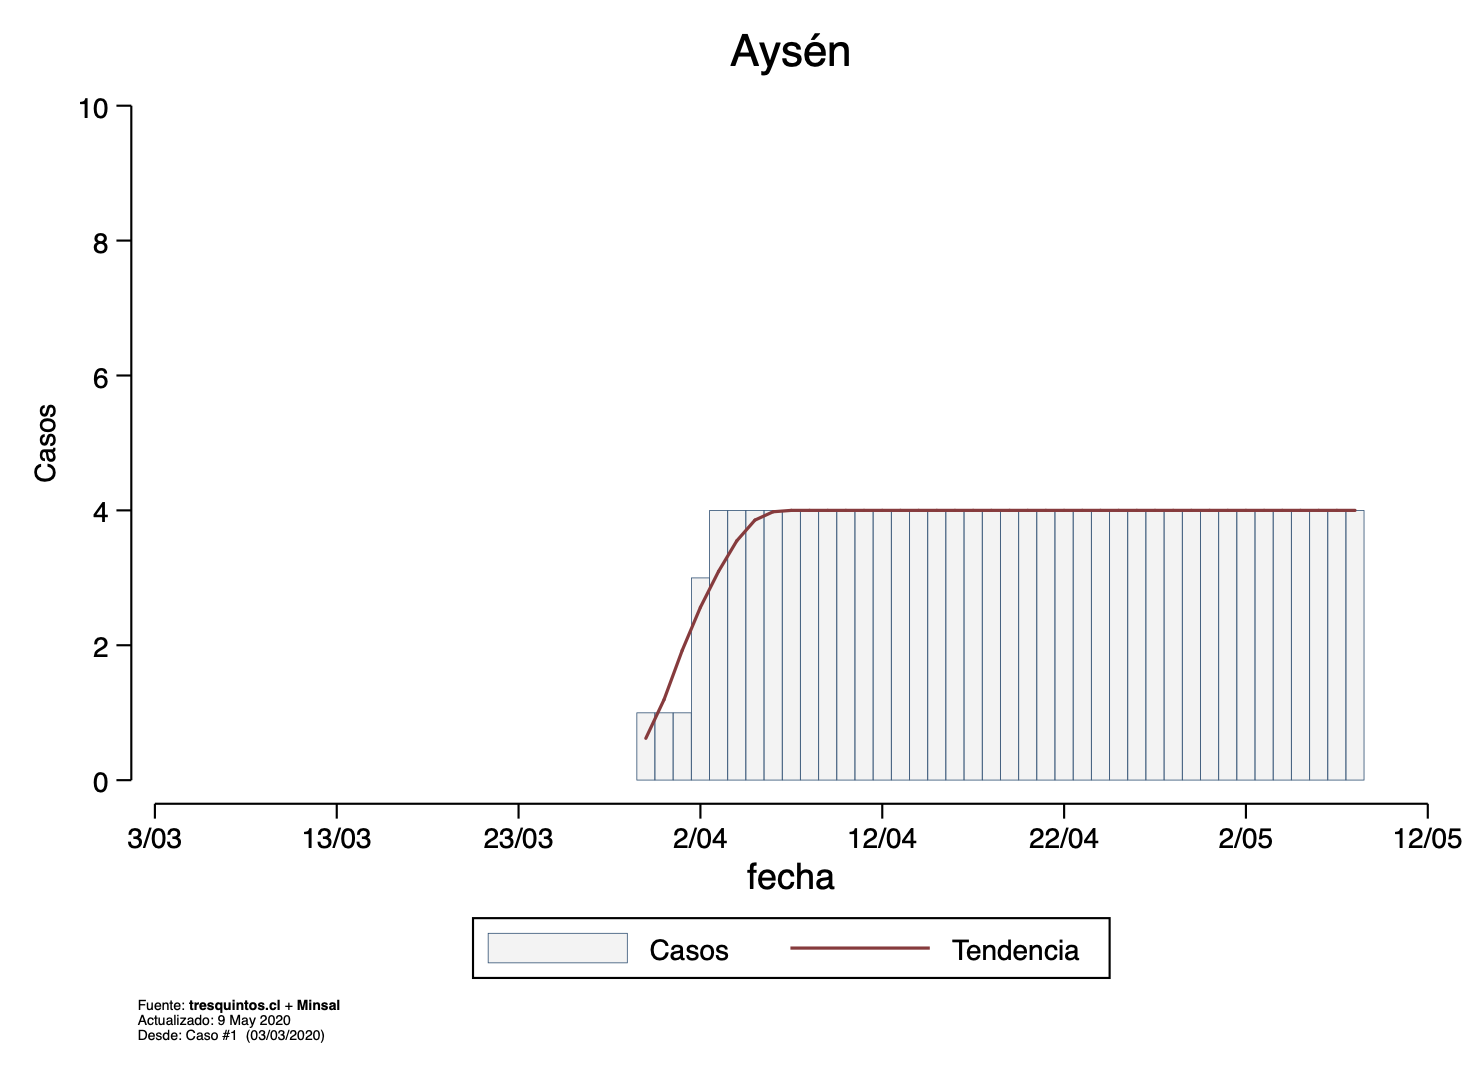 Aysén
10
8
6
4
2
0
Casos
3/03 13/03 23/03 2/04 12/04 22/04 2/05 12/05
fecha
Casos Tendencia
Fuente: tresquintos.cl + Minsal
Actualizado: 9 May 2020
Desde: Caso #1 (03/03/2020)